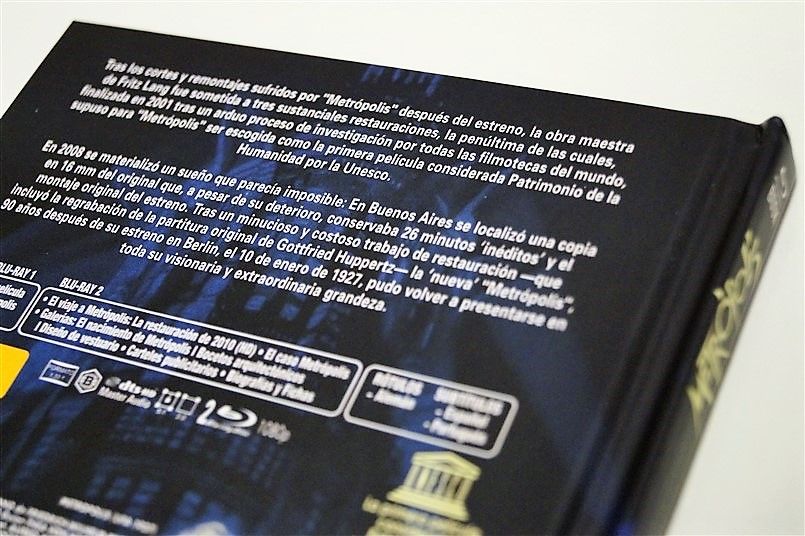 Tras los cortes y remontajes sufridos por "Metrópolis" después del estreno, la obra maestra
de Fritz Lang fue sometida a tres sustanciales restauraciones, la penúltima de las cuales,
finalizada en 2001 tras un arduo proceso de investigación por todas las filmotecas del mundo,
supuso para "Metrópolis" ser escogida como la primera película considerada Patrimonio de la
Humanidad por la Unesco.
En 2008 se materializó un sueño que parecía imposible: En Buenos Aires se localizó una copia
en 16 mm del original que, a pesar de su deterioro, conservaba 26 minutos 'inéditos' y el
montaje original del estreno. Tras un minucioso y costoso trabajo de restauración —que
Incluyó la regrabación de la partitura original de Gottfried Huppertz— la 'nueva' "Metrópolis",
90 años después de su estreno en Berlín, el 10 de enero de 1927, pudo volver a presentarse en
toda su visionaria y extraordinaria grandeza.
BLU-RAY 1
película
BLU-RAY 2
• El viaje a Metrópolis: La restauración de 2010 (HD) • El caso Metrópolis
• Galerías: El nacimiento de Metrópolis | Bocetos arquitectónicos
| Diseño de vestuario • Carteles publicitarios • Biografías y Fichas
RÓTULOS
- Alemán
SUBTÍTULOS
- Español
- Português
FORMATO
B
dts
Master Audio
2
1080p
METRÓPOLIS